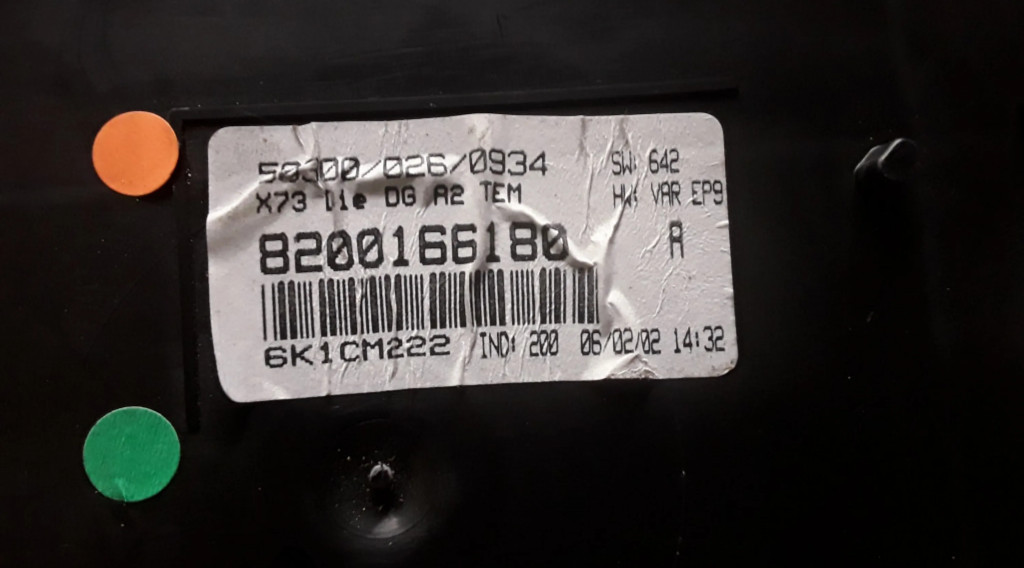 50300/026/0934 SW: 642
X73 D1e DG A2 TEM HW: VAR EP9
8200166180 A
6K1CM222 IND: 200 06/02/02 14:32